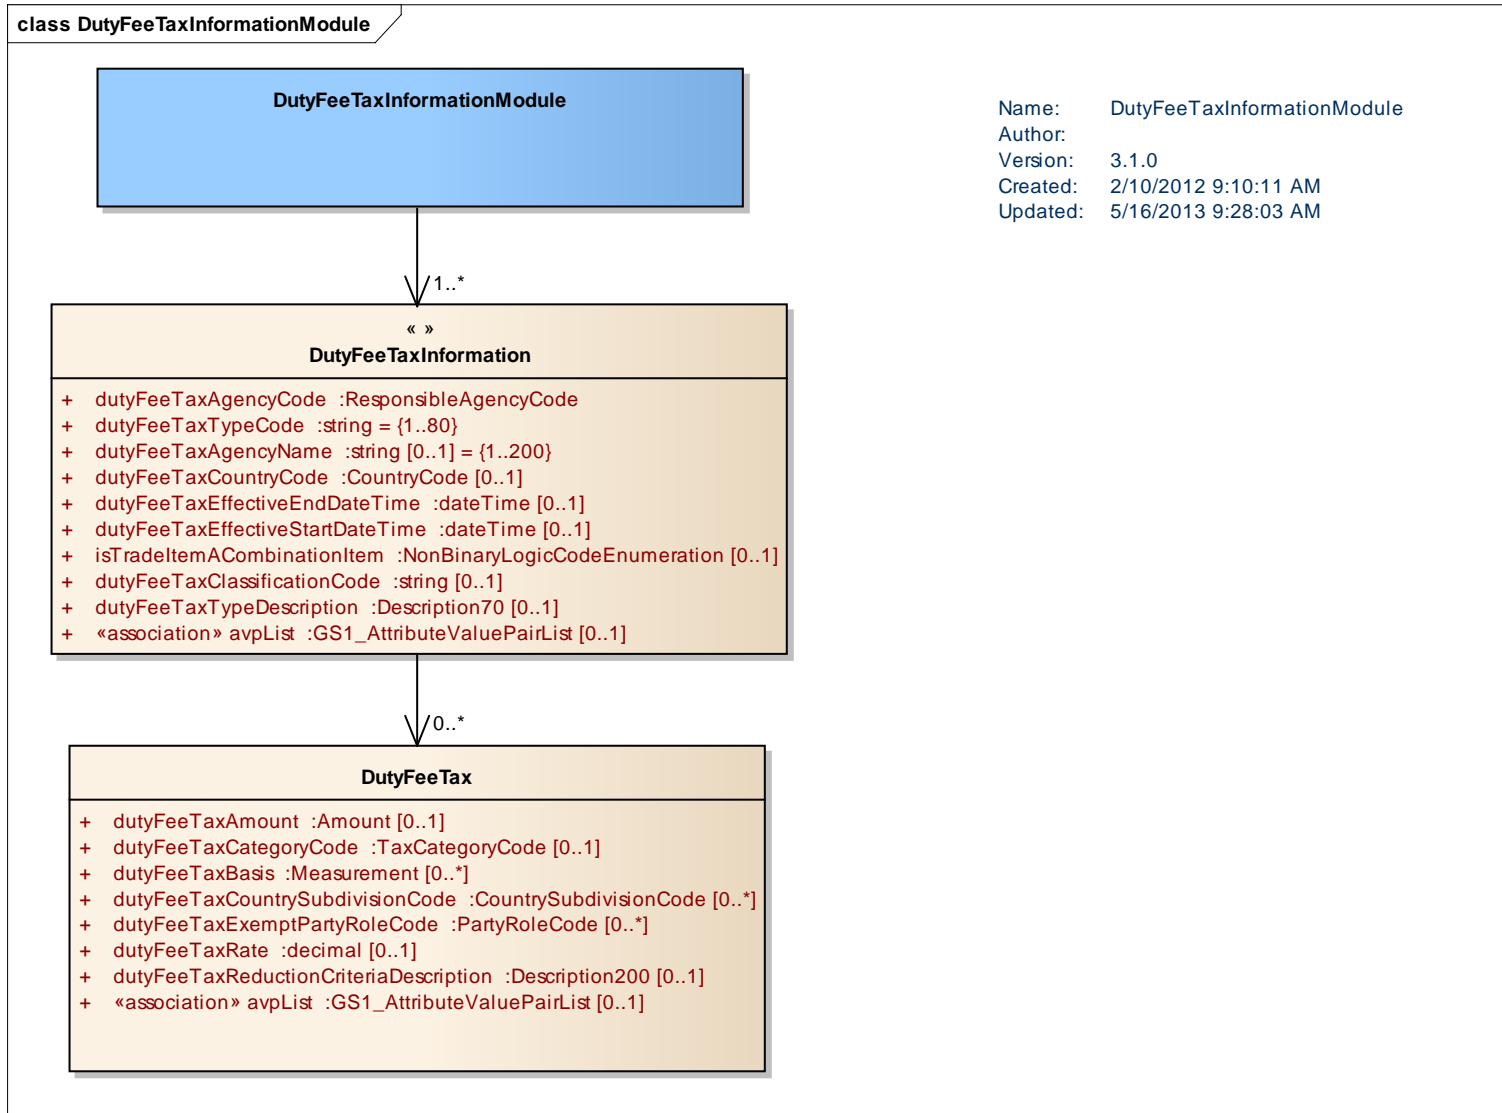 class DutyFeeTaxInformationModule
DutyFeeTaxInformationModule
Name: DutyFeeTaxInformationModule
Author:
Version: 3.1.0
Created: 2/10/2012 9:10:11 AM
Updated: 5/16/2013 9:28:03 AM
1..*
« »
DutyFeeTaxInformation
+ dutyFeeTaxAgencyCode :ResponsibleAgencyCode
+ dutyFeeTaxTypeCode :string = {1..80}
+ dutyFeeTaxAgencyName :string [0..1] = {1..200}
+ dutyFeeTaxCountryCode :CountryCode [0..1]
+ dutyFeeTaxEffectiveEndDateTime :dateTime [0..1]
+ dutyFeeTaxEffectiveStartDateTime :dateTime [0..1]
+ isTradeItemACombinationItem :NonBinaryLogicCodeEnumeration [0..1]
+ dutyFeeTaxClassificationCode :string [0..1]
+ dutyFeeTaxTypeDescription :Description70 [0..1]
+ «association» avpList :GS1_AttributeValuePairList [0..1]
0..*
DutyFeeTax
+ dutyFeeTaxAmount :Amount [0..1]
+ dutyFeeTaxCategoryCode :TaxCategoryCode [0..1]
+ dutyFeeTaxBasis :Measurement [0..*]
+ dutyFeeTaxCountrySubdivisionCode :CountrySubdivisionCode [0..*]
+ dutyFeeTaxExemptPartyRoleCode :PartyRoleCode [0..*]
+ dutyFeeTaxRate :decimal [0..1]
+ dutyFeeTaxReductionCriteriaDescription :Description200 [0..1]
+ «association» avpList :GS1_AttributeValuePairList [0..1]